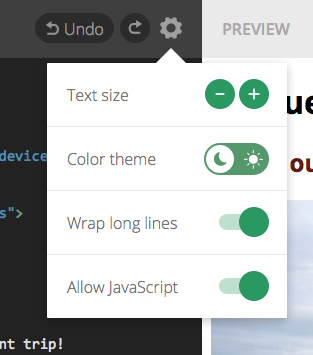 Undo
PREVIEW
Text size
- +
ue
Color theme
device
ou
s">
Wrap long lines
Allow JavaScript
nt trip!